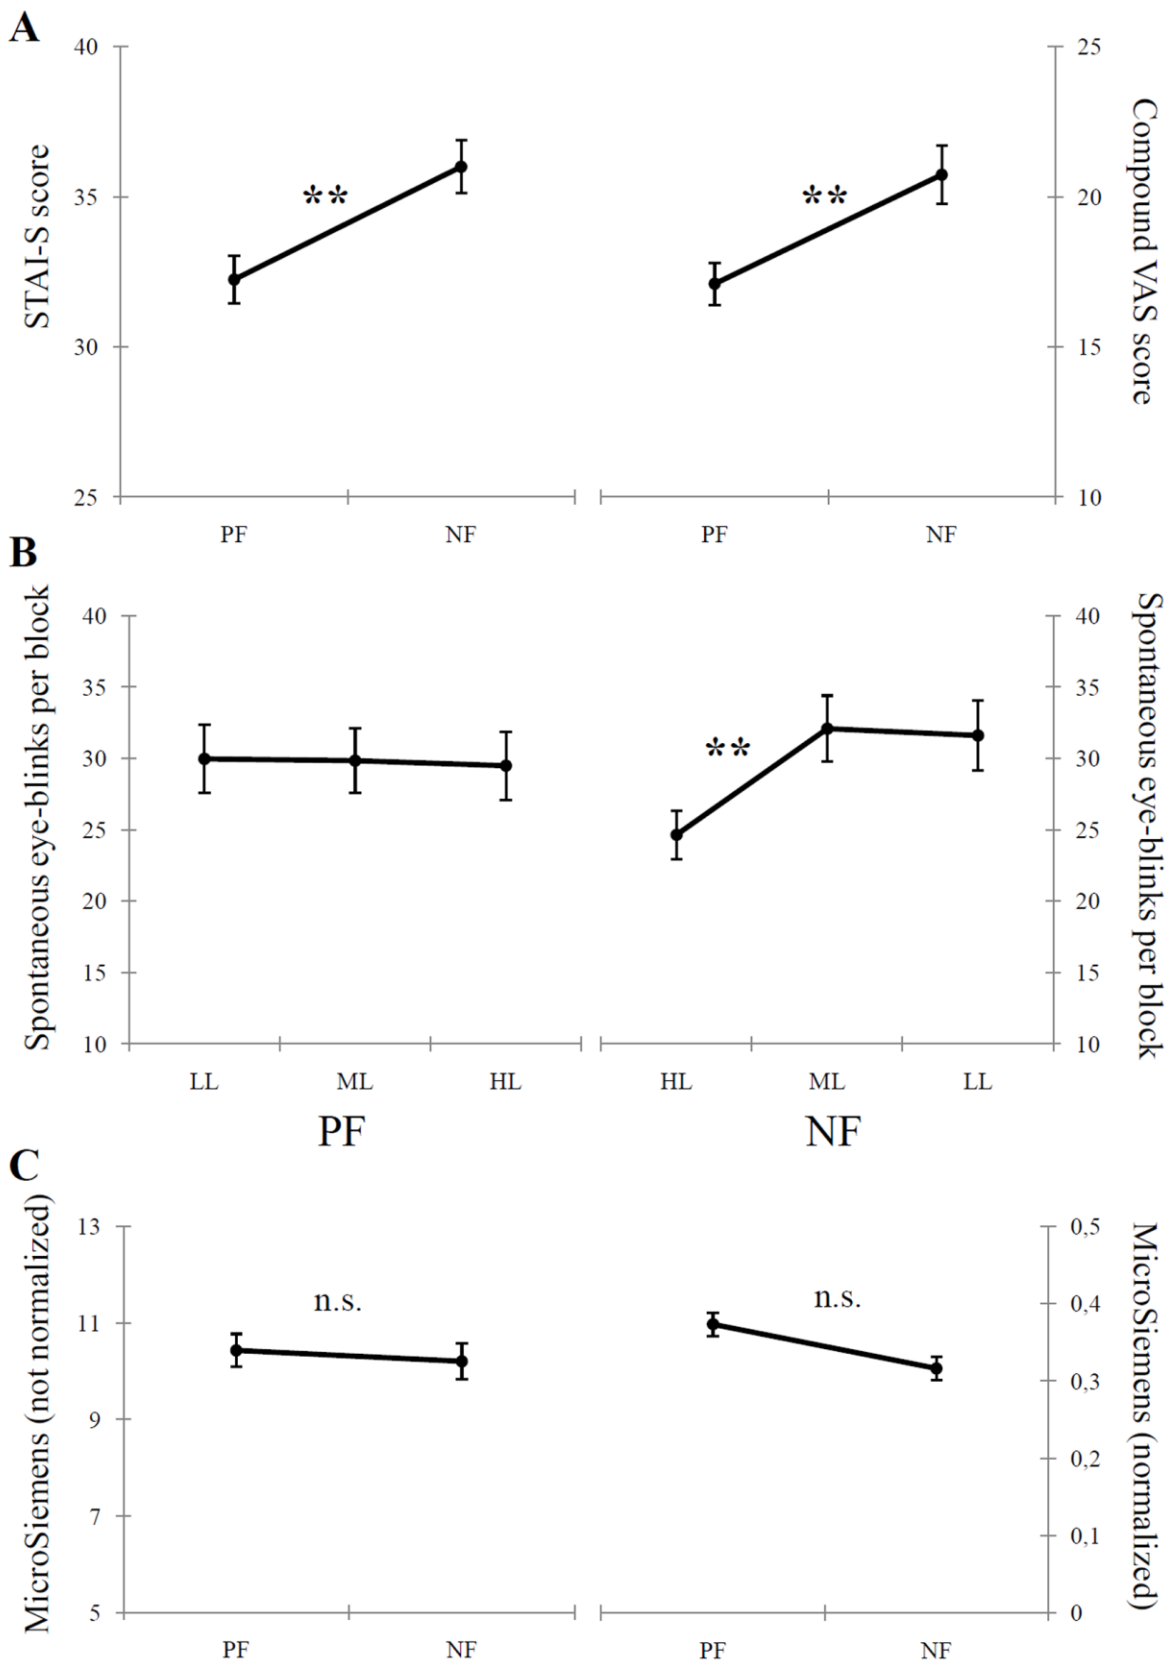 A
STAI-S score
40
35
30
25
**
PF
NF
**
PF
NF
25
20
15
10
Compound VAS score
B
Spontaneous eye-blinks per block
40
35
30
25
20
15
10
LL
ML
HL
PF
**
HL
ML
LL
NF
40
35
30
25
20
15
10
Spontaneous eye-blinks per block
C
MicroSiemens (not normalized)
13
11
9
7
5
n.s.
PF
NF
n.s.
PF
NF
0,5
0,4
0,3
0,2
0,1
0
MicroSiemens (normalized)